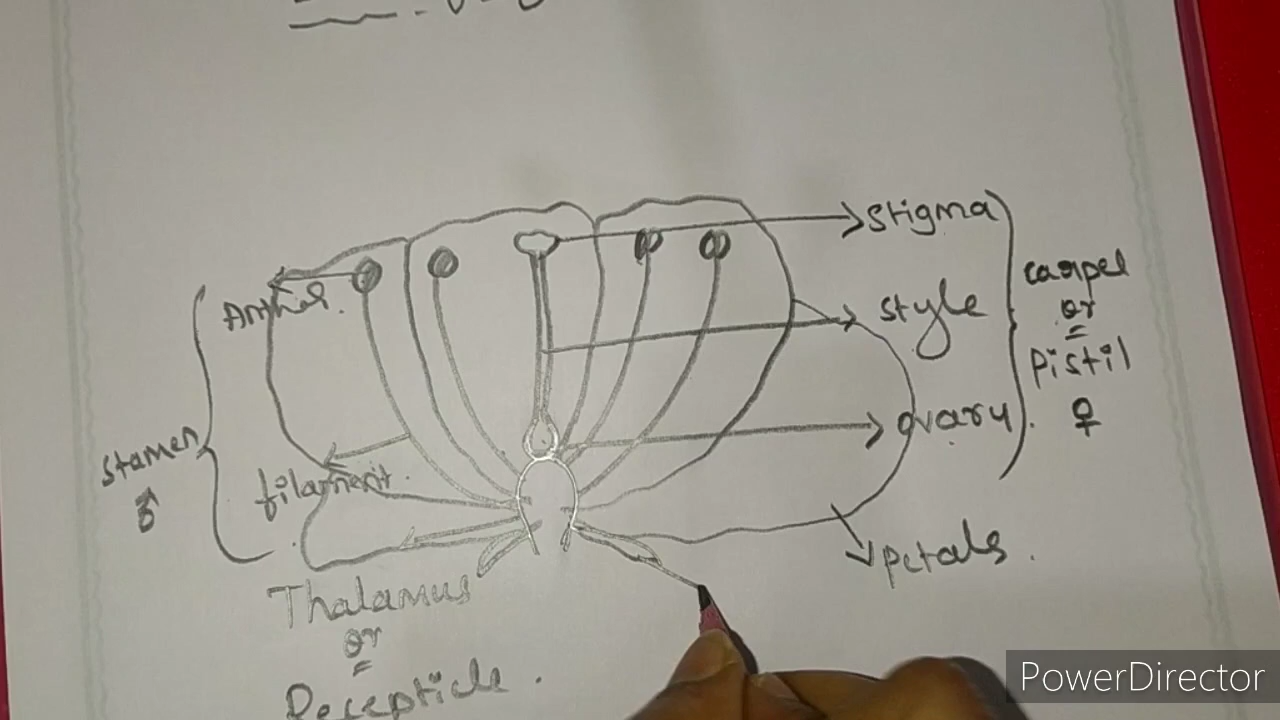 Stigma
Anther.
carpel
or
style
Pistil
♀
ovary.
Stamen
♂
filament.
Petals.
Thalamus
or
Recepticle.
PowerDirector